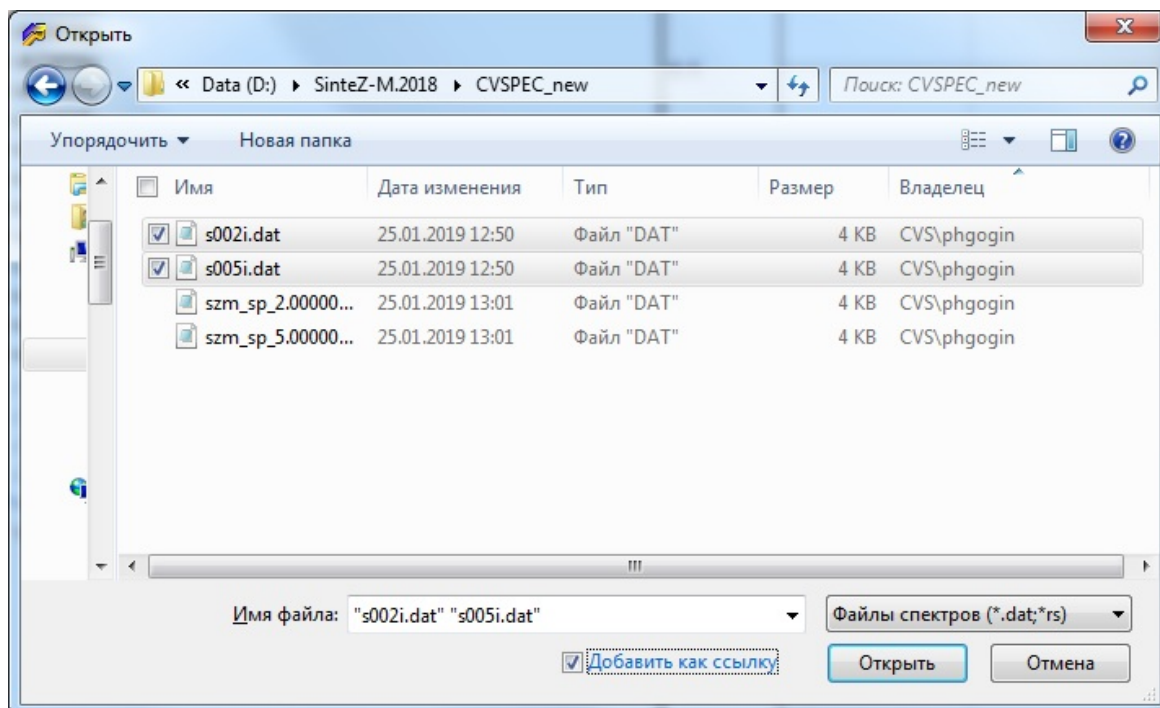 Открыть
« Data (D:) SinteZ-M.2018 CVSPEC_new Поиск: CVSPEC_new
Упорядочить Новая папка
Имя Дата изменения Тип Размер Владелец
s002i.dat 25.01.2019 12:50 Файл "DAT" 4 KB CVS\phgogin
s005i.dat 25.01.2019 12:50 Файл "DAT" 4 KB CVS\phgogin
szm_sp_2.00000... 25.01.2019 13:01 Файл "DAT" 4 KB CVS\phgogin
szm_sp_5.00000... 25.01.2019 13:01 Файл "DAT" 4 KB CVS\phgogin
Имя файла: "s002i.dat" "s005i.dat" Файлы спектров (*.dat;*rs)
Добавить как ссылку Открыть Отмена